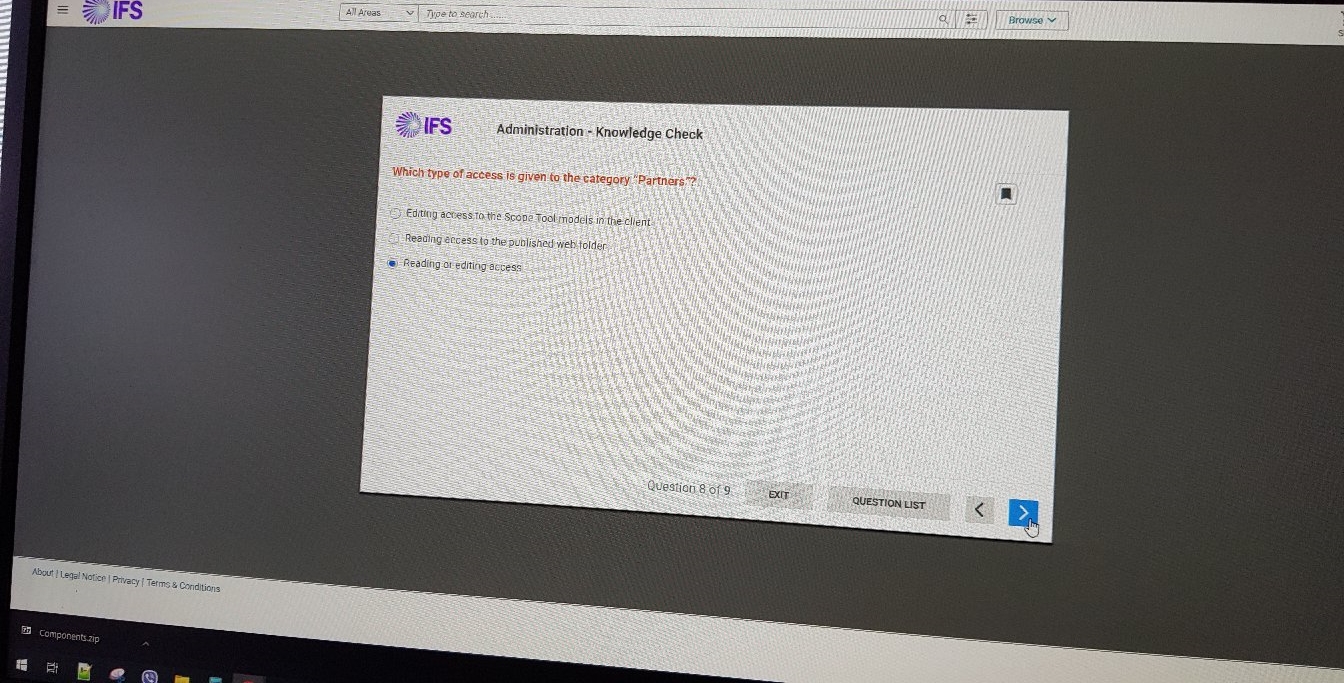 IFS
All Areas
Type to search......
Browse
IFS
Administration - Knowledge Check
Which type of access is given to the category "Partners."?
Editing access to the Scope Tool models in the client
Reading access to the published web folder
Reading or editing access
Question 8 of 9
EXIT
QUESTION LIST
About | Legal Notice | Privacy | Terms & Conditions
Components.zip